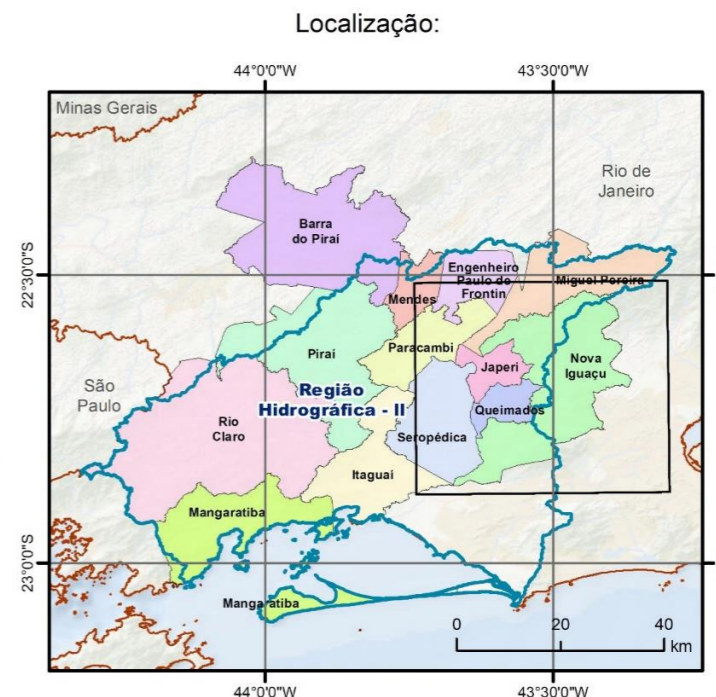 Localização:
44°0'0"W
43°30'0"W
Minas Gerais
Rio de
Janeiro
Barra
do Piraí
22°30'0"S
Engenheiro
Paulo de
Frontin
Miguel Pereira
Mendes
Piraí
Paracambi
Nova
Iguaçu
Japeri
São
Paulo
Região
Hidrográfica - II
Queimados
Rio
Claro
Seropédica
Itaguaí
Mangaratiba
23°0'0"S
Mangaratiba
0
20
40
km
44°0'0"W
43°30'0"W